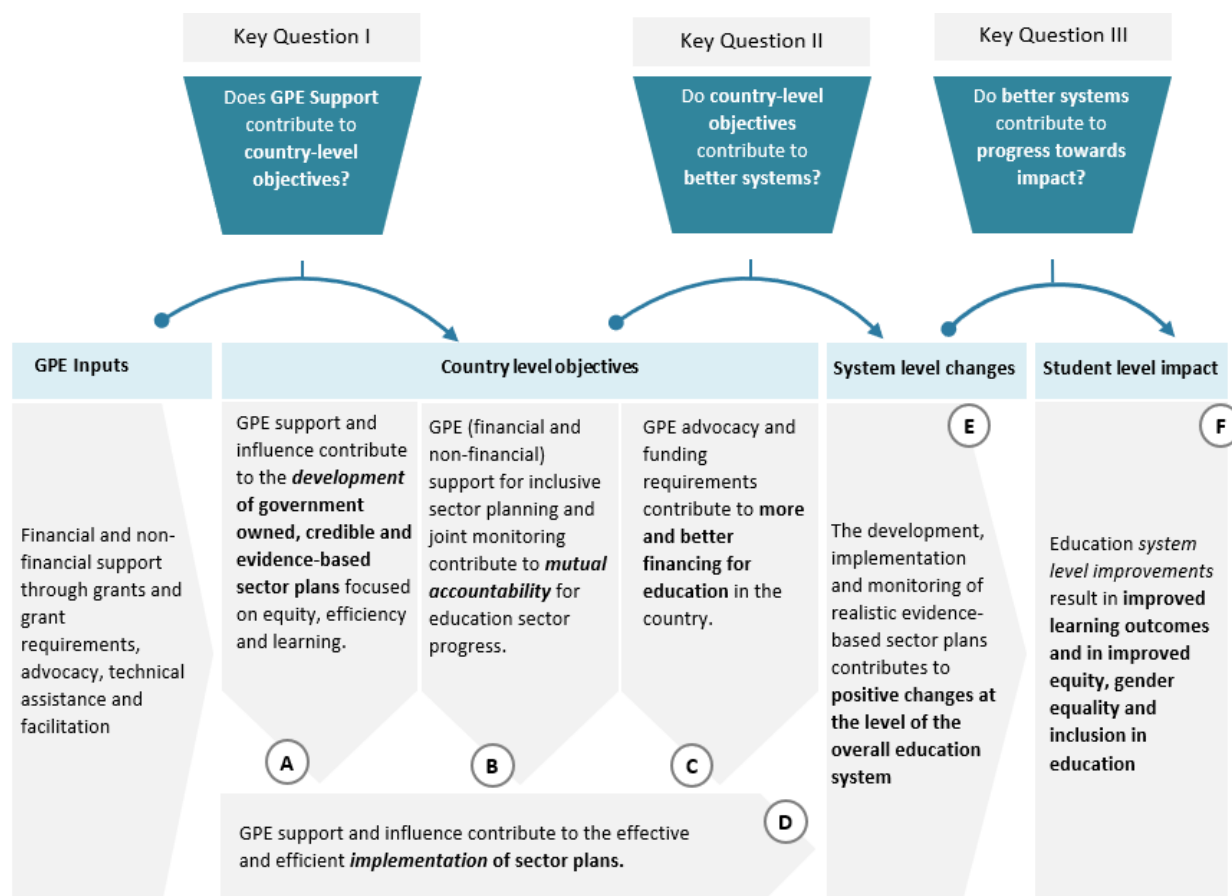 Key Question I
Key Question II
Key Question III
Does GPE Support
contribute to
country-level
objectives?
Do country-level
objectives
contribute to
better systems?
Do better systems
contribute to
progress towards
impact?
GPE Inputs
Country level objectives
System level changes
Student level impact
Financial and non-
financial support
through grants and
grant
requirements,
advocacy, technical
assistance and
facilitation
GPE support and
influence contribute
to the development
of government
owned, credible and
evidence-based
sector plans focused
on equity, efficiency
and learning.
A
GPE (financial and
non-financial)
support for inclusive
sector planning and
joint monitoring
contribute to mutual
accountability for
education sector
progress.
B
GPE advocacy and
funding
requirements
contribute to more
and better
financing for
education in the
country.
C
GPE support and influence contribute to the effective
and efficient implementation of sector plans.
D
E
The development,
implementation
and monitoring of
realistic evidence-
based sector plans
contributes to
positive changes at
the level of the
overall education
system
F
Education system
level improvements
result in improved
learning outcomes
and in improved
equity, gender
equality and
inclusion in
education